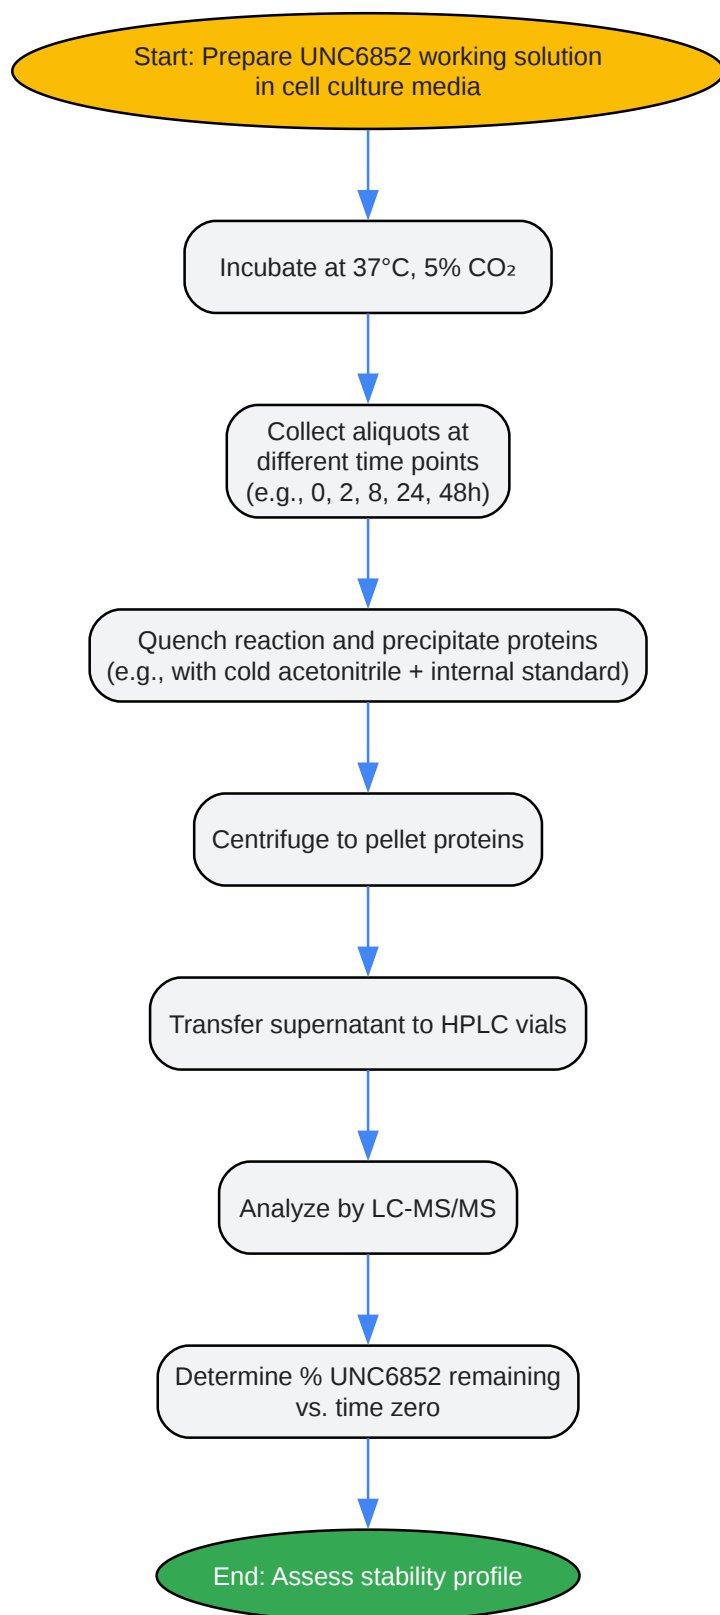 Start: Prepare UNC6852 working solution
in cell culture media
Incubate at 37°C, 5% CO₂
Collect aliquots at
different time points
(e.g., 0, 2, 8, 24, 48h)
Quench reaction and precipitate proteins
(e.g., with cold acetonitrile + internal standard)
Centrifuge to pellet proteins
Transfer supernatant to HPLC vials
Analyze by LC-MS/MS
Determine % UNC6852 remaining
vs. time zero
End: Assess stability profile